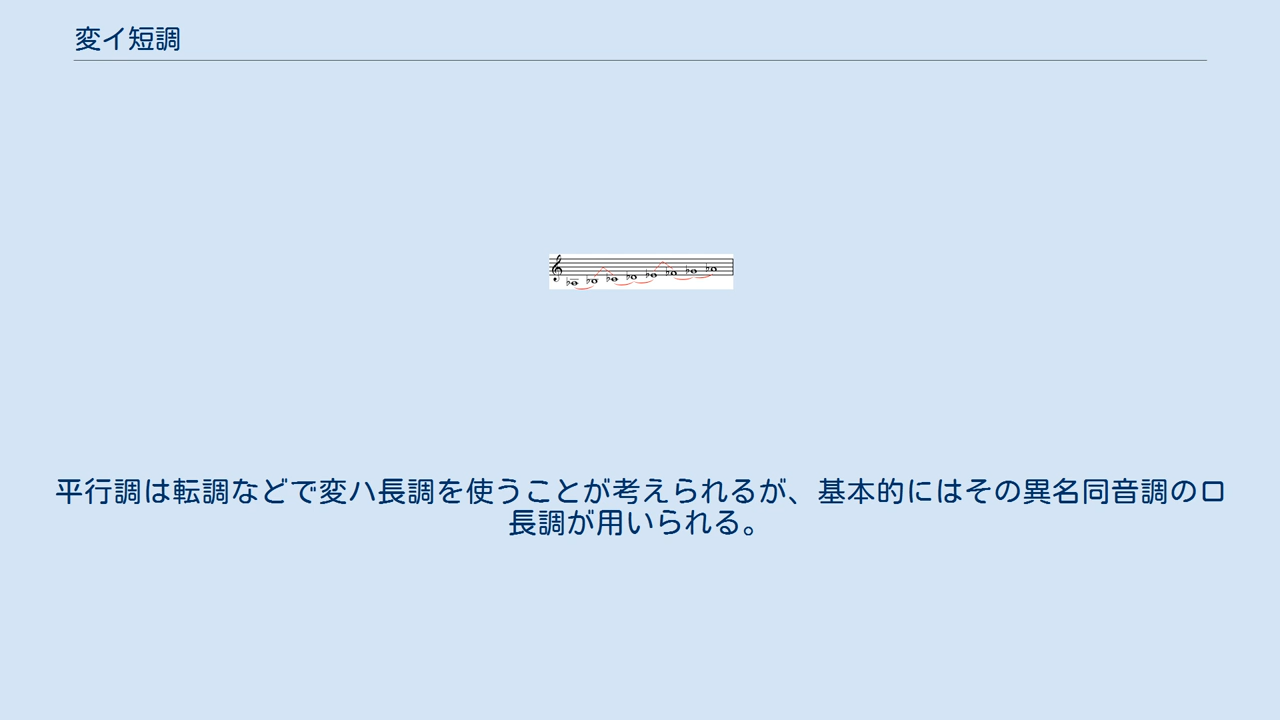 変イ短調
平行調は転調などで変ハ長調を使うことが考えられるが、基本的にはその異名同音調のロ
長調が用いられる。